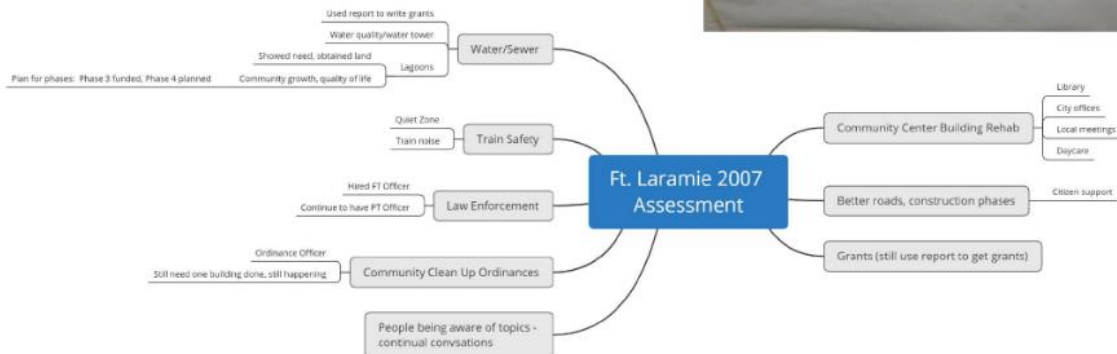 Used report to write grants
Water quality/water tower
Water/Sewer
Showed need, obtained land
Lagoons
Plan for phases: Phase 3 funded, Phase 4 planned
Community growth, quality of life
Quiet Zone
Train noise
Train Safety
Hired FT Officer
Continue to have PT Officer
Law Enforcement
Ordinance Officer
Still need one building done, still happening
Community Clean Up Ordinances
People being aware of topics -
continual convsations
Ft. Laramie 2007
Assessment
Community Center Building Rehab
Library
City offices
Local meetings
Daycare
Better roads, construction phases
Citizen support
Grants (still use report to get grants)